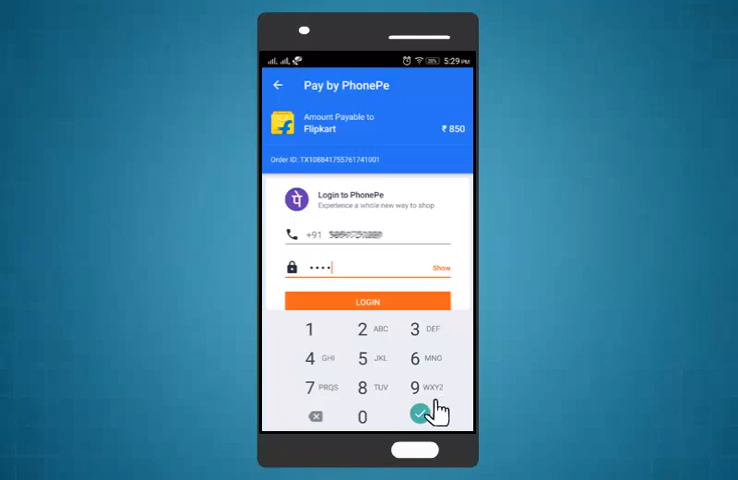 5:29 PM
Pay by PhonePe
Amount Payable to
Flipkart
₹ 850
Order ID: TX108841755761741001
पे
Login to PhonePe
Experience a whole new way to shop
+91
Show
LOGIN
1 2 ABC 3 DEF
4 GHI 5 JKL 6 MNO
7 PRQS 8 TUV 9 WXYZ
0